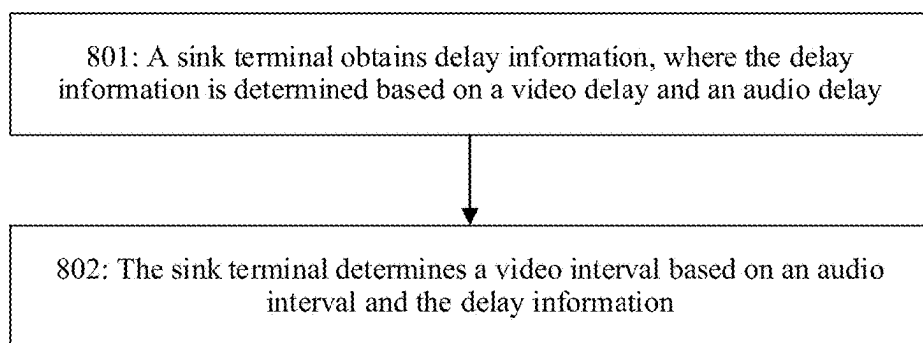 801: A sink terminal obtains delay information, where the delay
information is determined based on a video delay and an audio delay
802: The sink terminal determines a video interval based on an audio
interval and the delay information